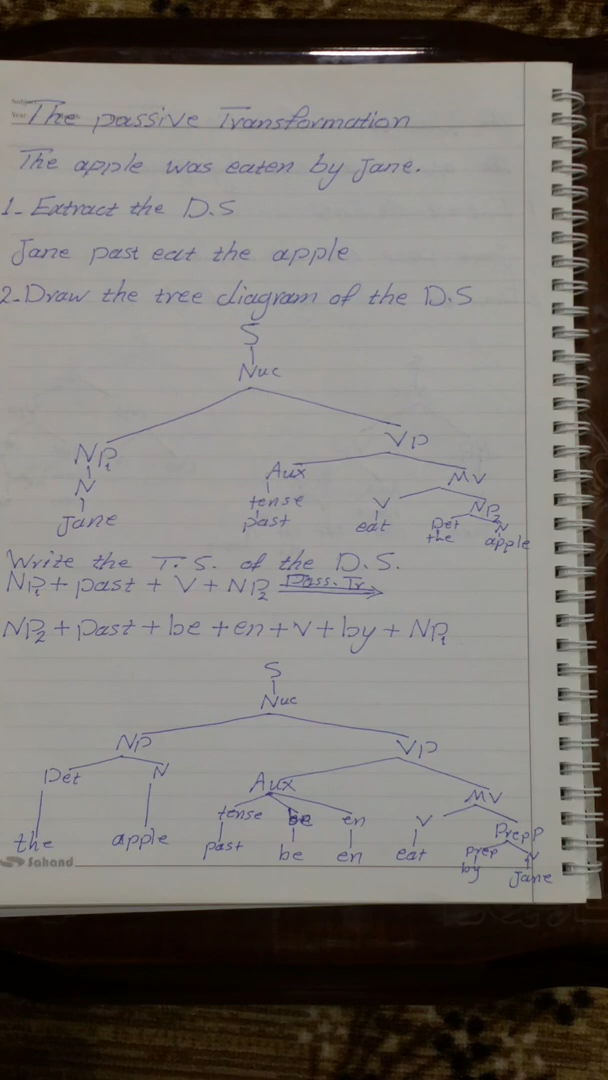 The passive Transformation
The apple was eaten by Jane.
1- Extract the D.S
Jane past eat the apple
2- Draw the tree diagram of the D.S
S
Nuc
NP1 VP
N Aux MV
Jane tense V NP2
past eat Det N
the apple
Write the T.S. of the D.S.
NP1 + past + V + NP2 Pass. Tr
NP2 + past + be + en + V + by + NP1
S
Nuc
NP VP
Det N Aux MV
tense be en V PrepP
the apple past be en eat prep N
Sahand by Jane